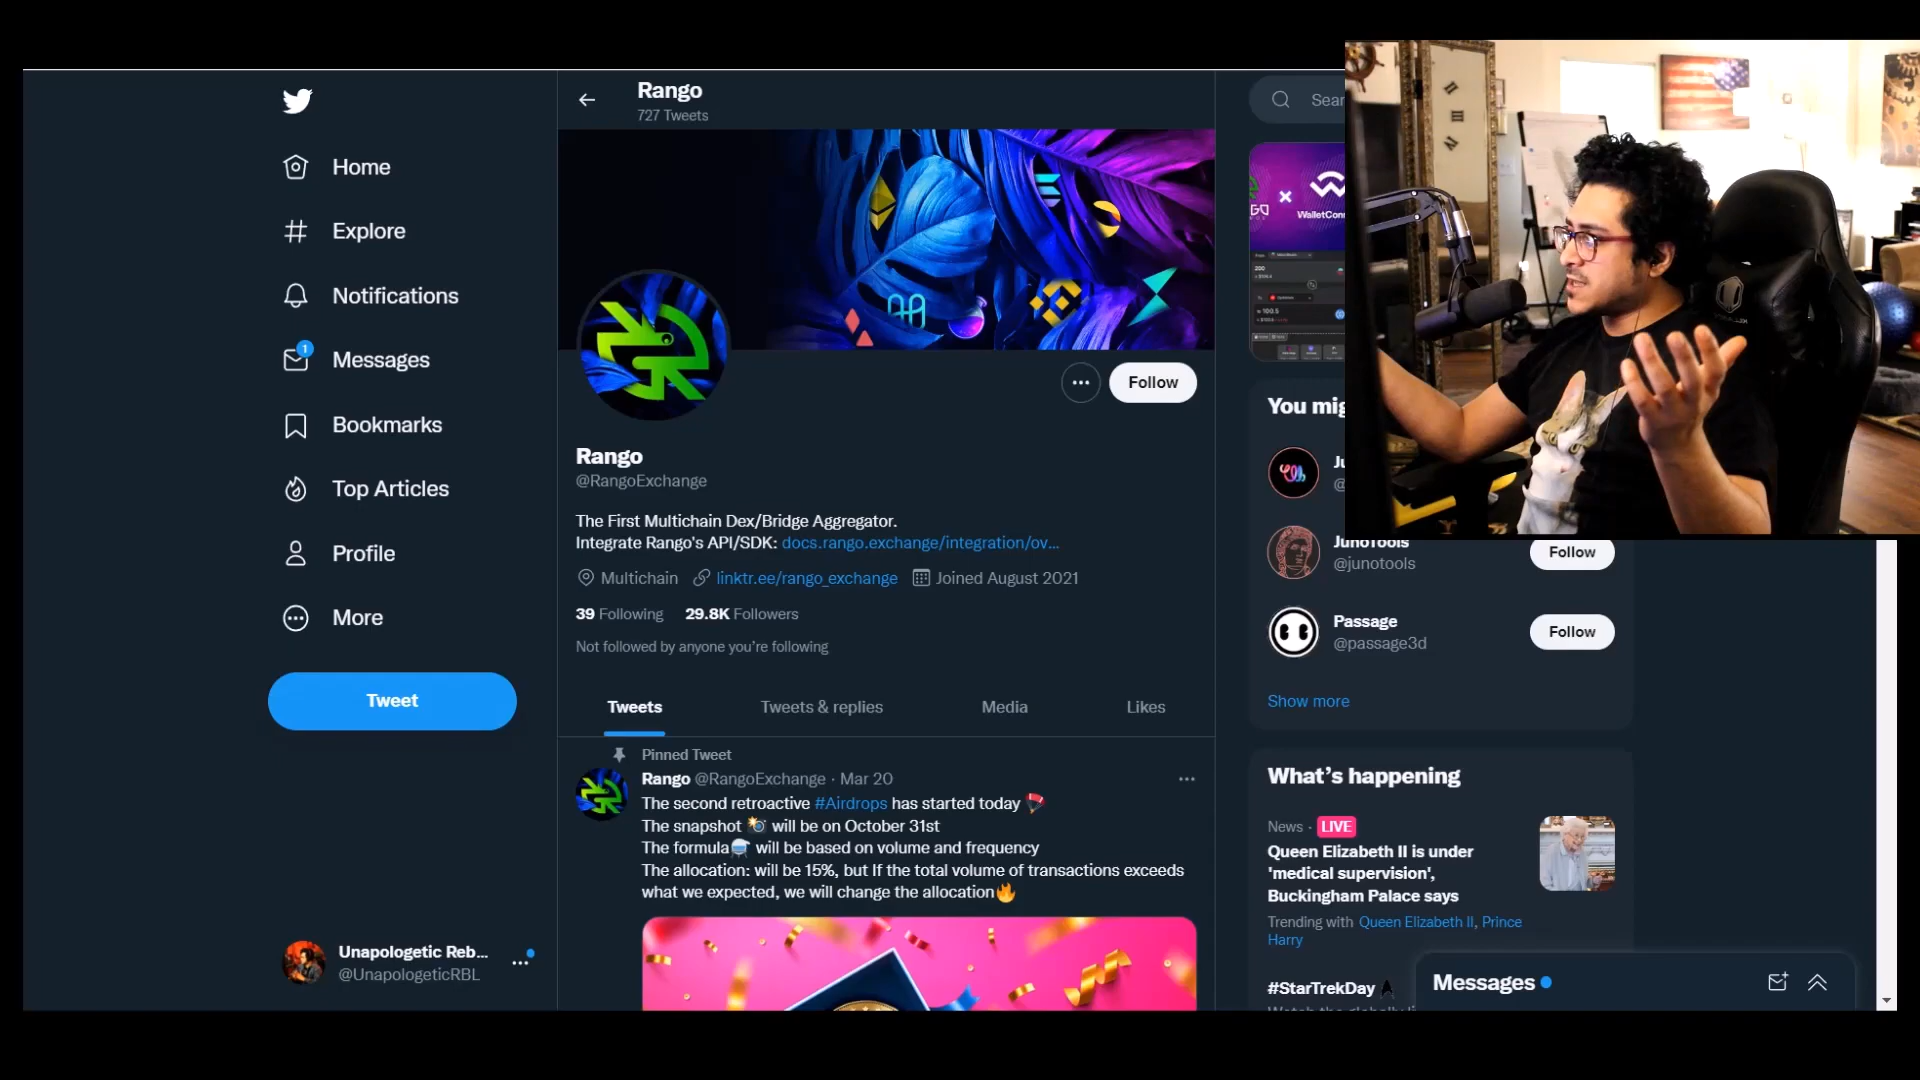 Home
Explore
Notifications
1
Messages
Bookmarks
Top Articles
Profile
More
Tweet
Unapologetic Reb...
@UnapologeticRBL
Rango
727 Tweets
Follow
Rango
@RangoExchange
The First Multichain Dex/Bridge Aggregator.
Integrate Rango's API/SDK: docs.rango.exchange/integration/ov...
Multichain linktr.ee/rango_exchange Joined August 2021
39 Following 29.8K Followers
Not followed by anyone you're following
Tweets Tweets & replies Media Likes
Pinned Tweet
Rango @RangoExchange · Mar 20
The second retroactive #Airdrops has started today
The snapshot will be on October 31st
The formula will be based on volume and frequency
The allocation: will be 15%, but If the total volume of transactions exceeds
what we expected, we will change the allocation
Sear
WalletCon
200
100.5
You mig
Ju
@
JunoTools
@junotools
Follow
Passage
@passage3d
Follow
Show more
What's happening
News · LIVE
Queen Elizabeth II is under
'medical supervision',
Buckingham Palace says
Trending with Queen Elizabeth II, Prince
Harry
#StarTrekDay
Messages